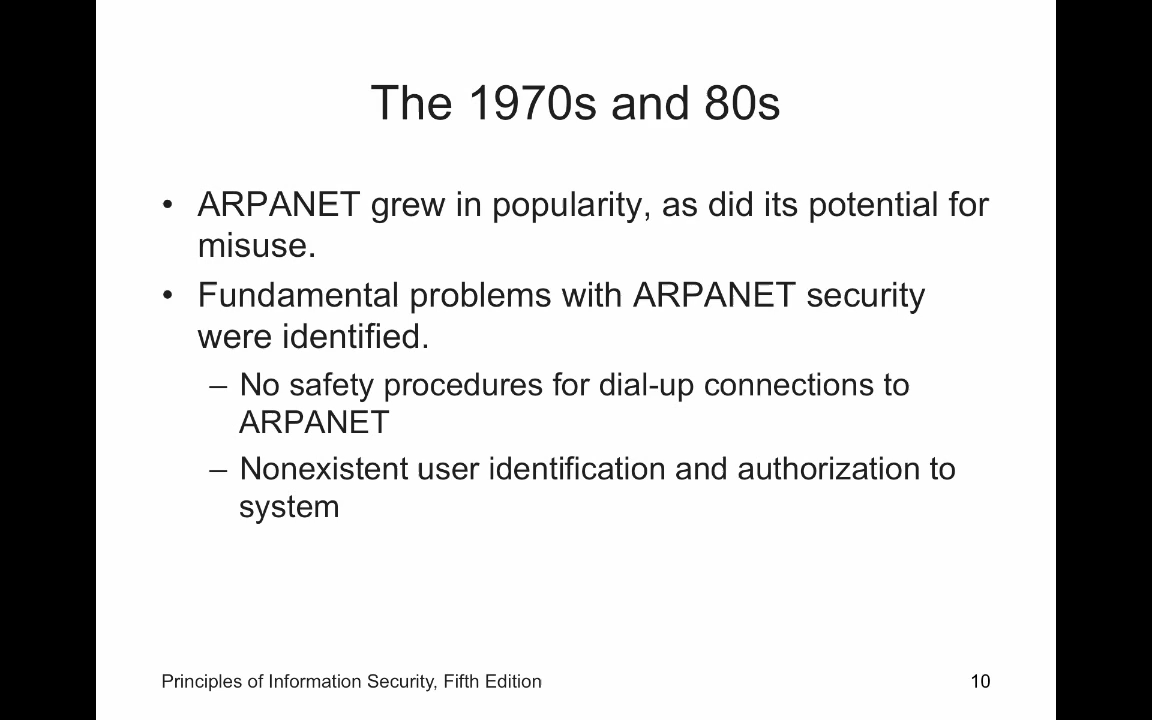 The 1970s and 80s
• ARPANET grew in popularity, as did its potential for
misuse.
• Fundamental problems with ARPANET security
were identified.
– No safety procedures for dial-up connections to
ARPANET
– Nonexistent user identification and authorization to
system
Principles of Information Security, Fifth Edition
10